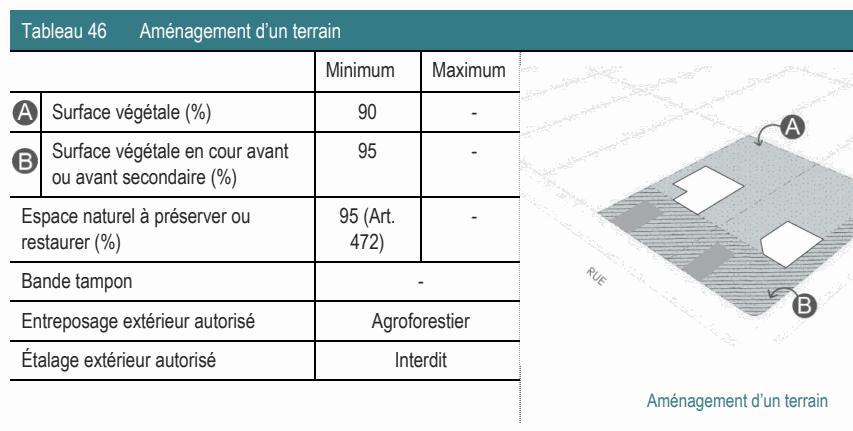 Tableau 46 Aménagement d'un terrain
Minimum Maximum
A Surface végétale (%) 90 -
B Surface végétale en cour avant 95 -
ou avant secondaire (%)
Espace naturel à préserver ou 95 (Art. -
restaurer (%) 472)
Bande tampon -
Entreposage extérieur autorisé Agroforestier
Étalage extérieur autorisé Interdit
A
RUE
B
Aménagement d'un terrain